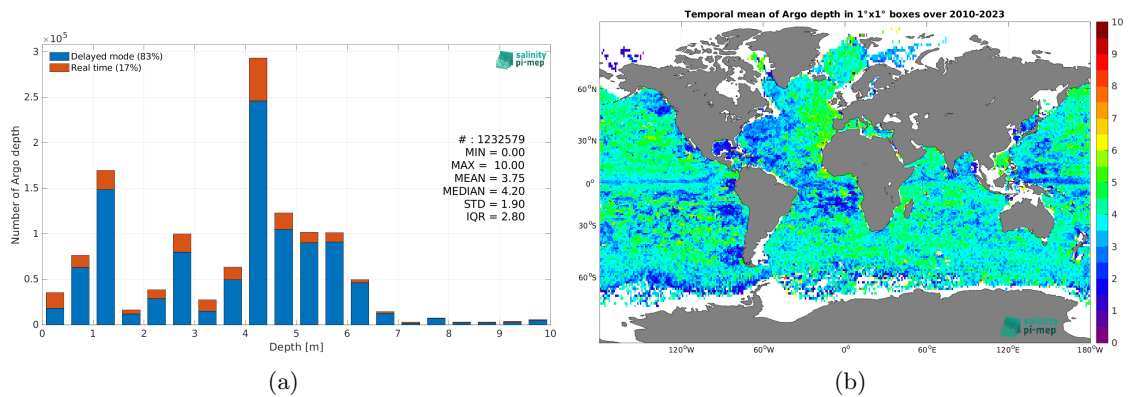 ×10⁵
3
2.5
2
1.5
1
0.5
0
Number of Argo depth
Delayed mode (83%)
Real time (17%)
salinity
pi-mep
# : 1232579
MIN = 0.00
MAX = 10.00
MEAN = 3.75
MEDIAN = 4.20
STD = 1.90
IQR = 2.80
0 1 2 3 4 5 6 7 8 9 10
Depth [m]
(a)
Temporal mean of Argo depth in 1°x1° boxes over 2010-2023
60°N
30°N
0°
30°S
60°S
120°W 60°W 0° 60°E 120°E 180°W
salinity
pi-mep
10
9
8
7
6
5
4
3
2
1
0
(b)